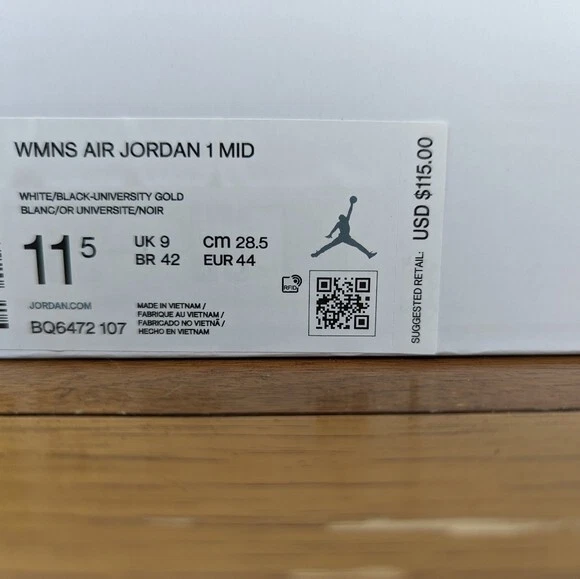 WMNS AIR JORDAN 1 MID
WHITE/BLACK-UNIVERSITY GOLD
BLANC/OR UNIVERSITE/NOIR
11 5
UK 9 cm 28.5
BR 42 EUR 44
RFID
JORDAN.COM
BQ6472 107
MADE IN VIETNAM /
FABRIQUE AU VIETNAM /
FABRICADO NO VIETNÃ /
HECHO EN VIETNAM
SUGGESTED RETAIL: USD $115.00